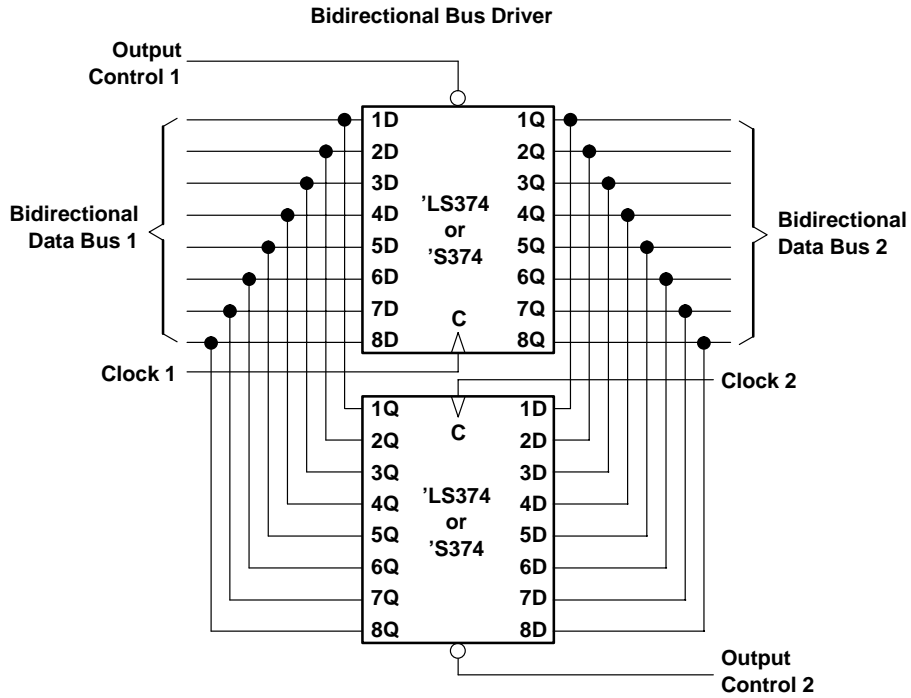 Bidirectional Bus Driver
Output
Control 1
1D
2D
3D
4D
5D
6D
7D
8D
1Q
2Q
3Q
4Q
5Q
6Q
7Q
8Q
’LS374
or
’S374
C
Bidirectional
Data Bus 1
Bidirectional
Data Bus 2
Clock 1
Clock 2
1Q
2Q
3Q
4Q
5Q
6Q
7Q
8Q
C
’LS374
or
’S374
1D
2D
3D
4D
5D
6D
7D
8D
Output
Control 2